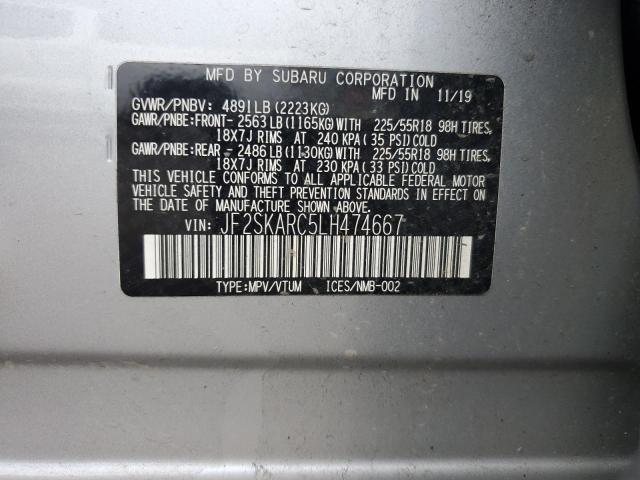 MFD BY SUBARU CORPORATION
MFD IN 11/19
GVWR/PNBV: 4891LB (2223KG)
GAWR/PNBE:FRONT- 2563LB (1165KG)WITH 225/55R18 98H TIRES,
18X7J RIMS AT 240 KPA (35 PSI)COLD
GAWR/PNBE:REAR - 2486LB (1130KG)WITH 225/55R18 98H TIRES,
18X7J RIMS AT 230 KPA (33 PSI)COLD
THIS VEHICLE CONFORMS TO ALL APPLICABLE FEDERAL MOTOR
VEHICLE SAFETY AND THEFT PREVENTION STANDARDS IN EFFECT ON
THE DATE OF MANUFACTURE SHOWN ABOVE.
VIN: JF2SKARC5LH474667
TYPE:MPV/VTUM ICES/NMB-002